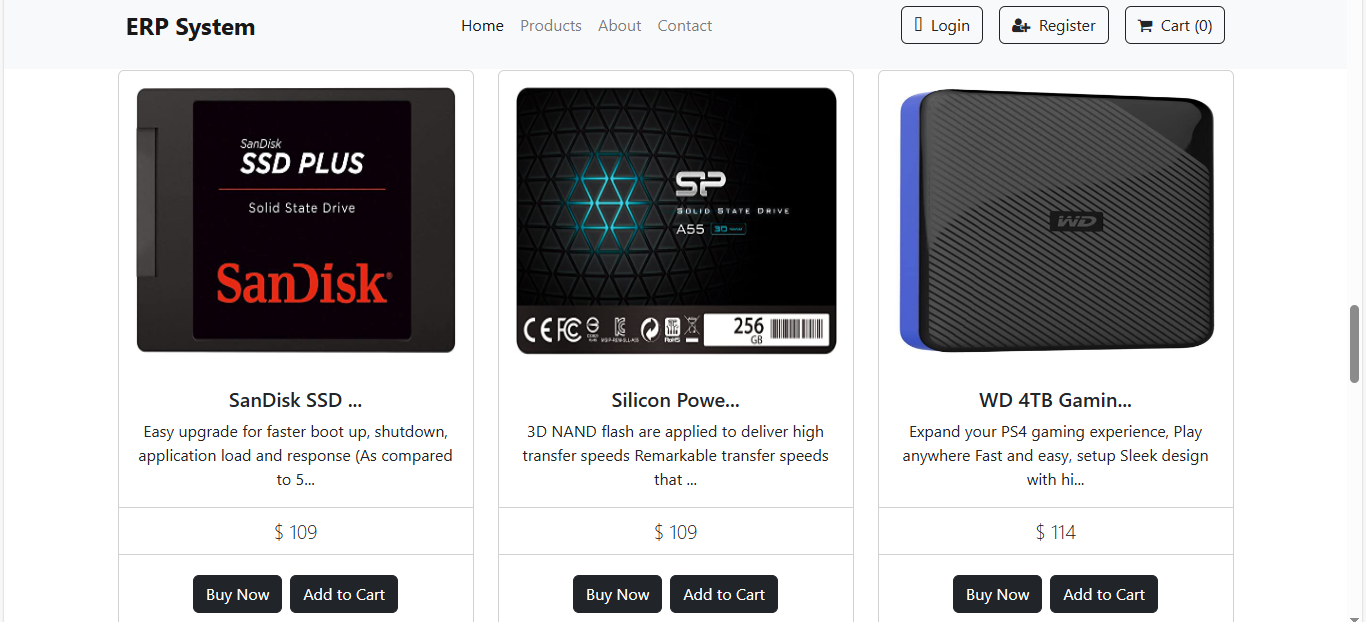 ERP System
Home Products About Contact
Login Register Cart (0)
SanDisk
SSD PLUS
Solid State Drive
SanDisk®
SP
SOLID STATE DRIVE
A55
256
GB
WD
SanDisk SSD ...
Easy upgrade for faster boot up, shutdown,
application load and response (As compared
to 5...
$ 109
Buy Now Add to Cart
Silicon Powe...
3D NAND flash are applied to deliver high
transfer speeds Remarkable transfer speeds
that ...
$ 109
Buy Now Add to Cart
WD 4TB Gamin...
Expand your PS4 gaming experience, Play
anywhere Fast and easy, setup Sleek design
with hi...
$ 114
Buy Now Add to Cart